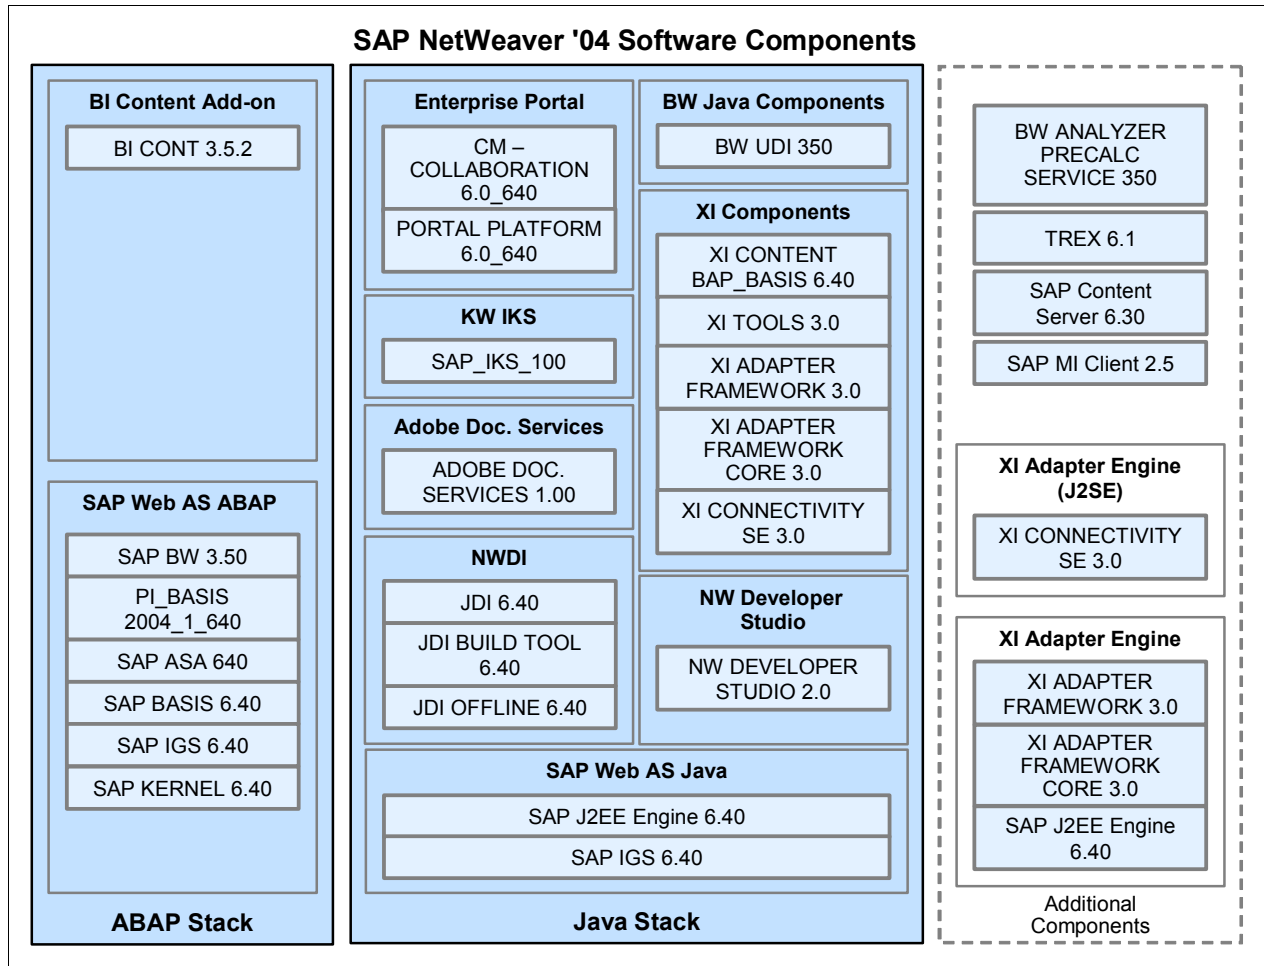 SAP NetWeaver '04 Software Components
BI Content Add-on
BI CONT 3.5.2
SAP Web AS ABAP
SAP BW 3.50
PI_BASIS
2004_1_640
SAP ASA 640
SAP BASIS 6.40
SAP IGS 6.40
SAP KERNEL 6.40
ABAP Stack
Enterprise Portal
CM –
COLLABORATION
6.0_640
PORTAL PLATFORM
6.0_640
KW IKS
SAP_IKS_100
Adobe Doc. Services
ADOBE DOC.
SERVICES 1.00
NWDI
JDI 6.40
JDI BUILD TOOL
6.40
JDI OFFLINE 6.40
BW Java Components
BW UDI 350
XI Components
XI CONTENT
BAP_BASIS 6.40
XI TOOLS 3.0
XI ADAPTER
FRAMEWORK 3.0
XI ADAPTER
FRAMEWORK
CORE 3.0
XI CONNECTIVITY
SE 3.0
NW Developer
Studio
NW DEVELOPER
STUDIO 2.0
SAP Web AS Java
SAP J2EE Engine 6.40
SAP IGS 6.40
Java Stack
BW ANALYZER
PRECALC
SERVICE 350
TREX 6.1
SAP Content
Server 6.30
SAP MI Client 2.5
XI Adapter Engine
(J2SE)
XI CONNECTIVITY
SE 3.0
XI Adapter Engine
XI ADAPTER
FRAMEWORK 3.0
XI ADAPTER
FRAMEWORK
CORE 3.0
SAP J2EE Engine
6.40
Additional
Components